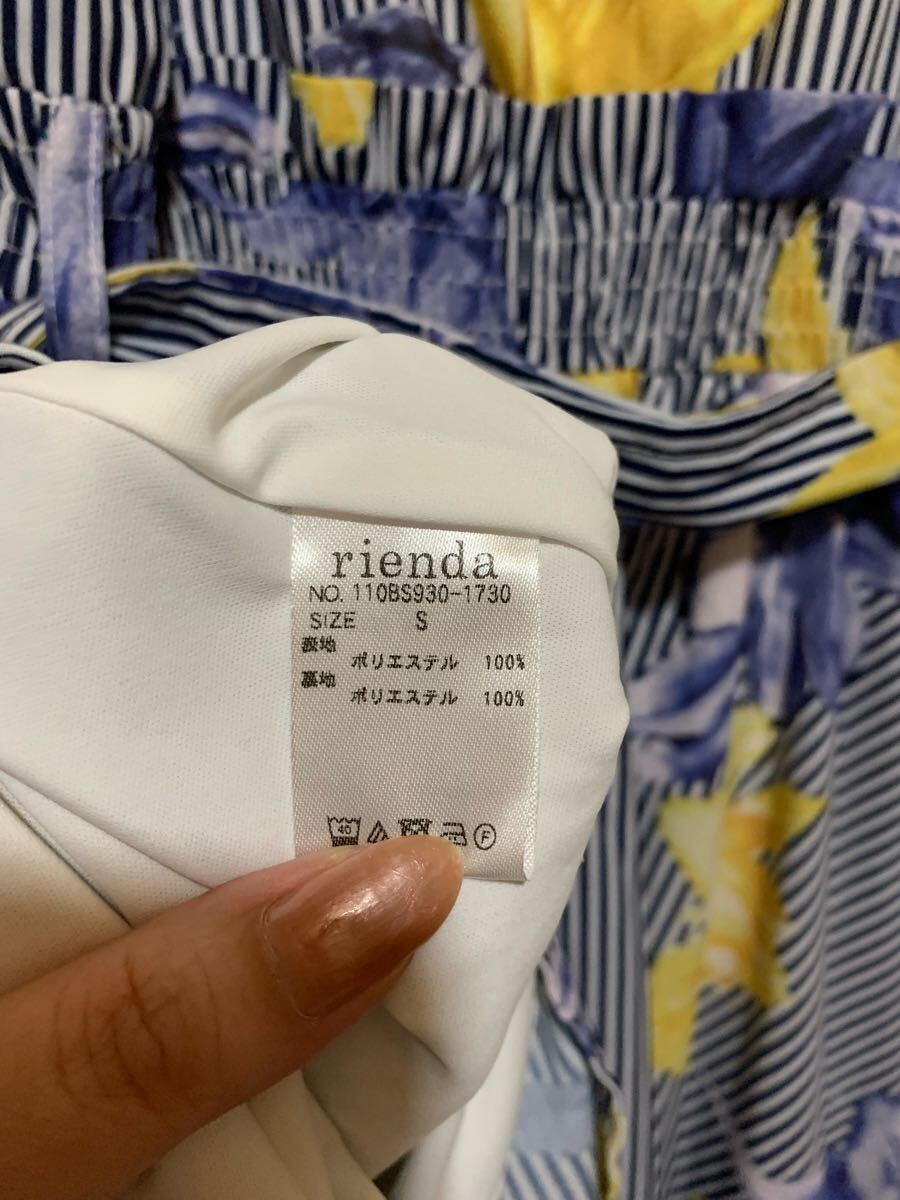 rienda
NO. 110BS930-1730
SIZE S
表地
ポリエステル 100%
裏地
ポリエステル 100%
40
F